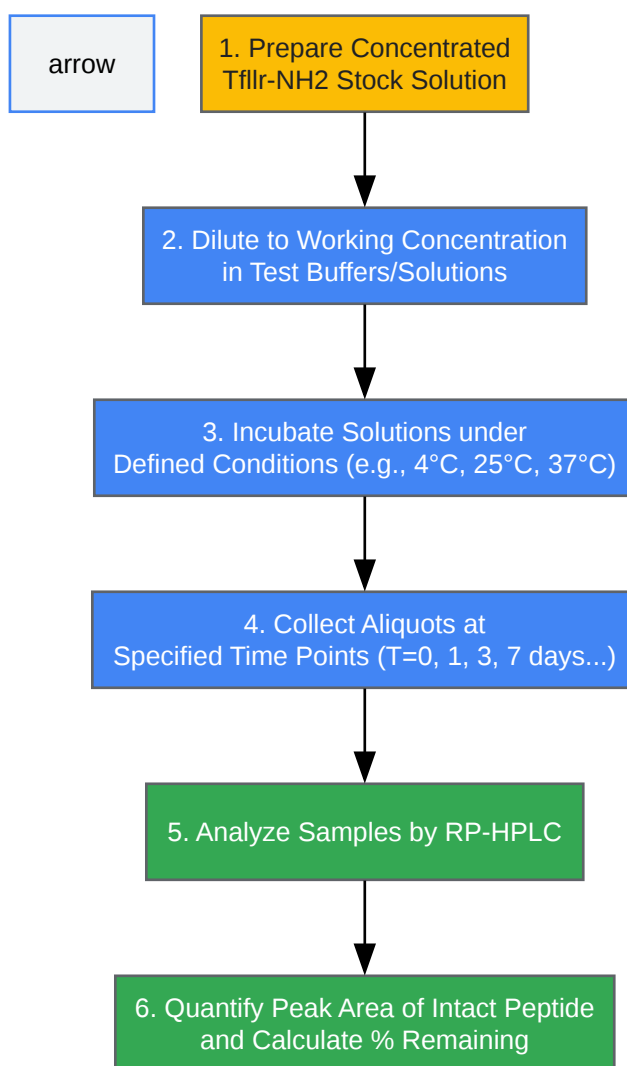 arrow
1. Prepare Concentrated
Tfllr-NH2 Stock Solution
2. Dilute to Working Concentration
in Test Buffers/Solutions
3. Incubate Solutions under
Defined Conditions (e.g., 4°C, 25°C, 37°C)
4. Collect Aliquots at
Specified Time Points (T=0, 1, 3, 7 days...)
5. Analyze Samples by RP-HPLC
6. Quantify Peak Area of Intact Peptide
and Calculate % Remaining